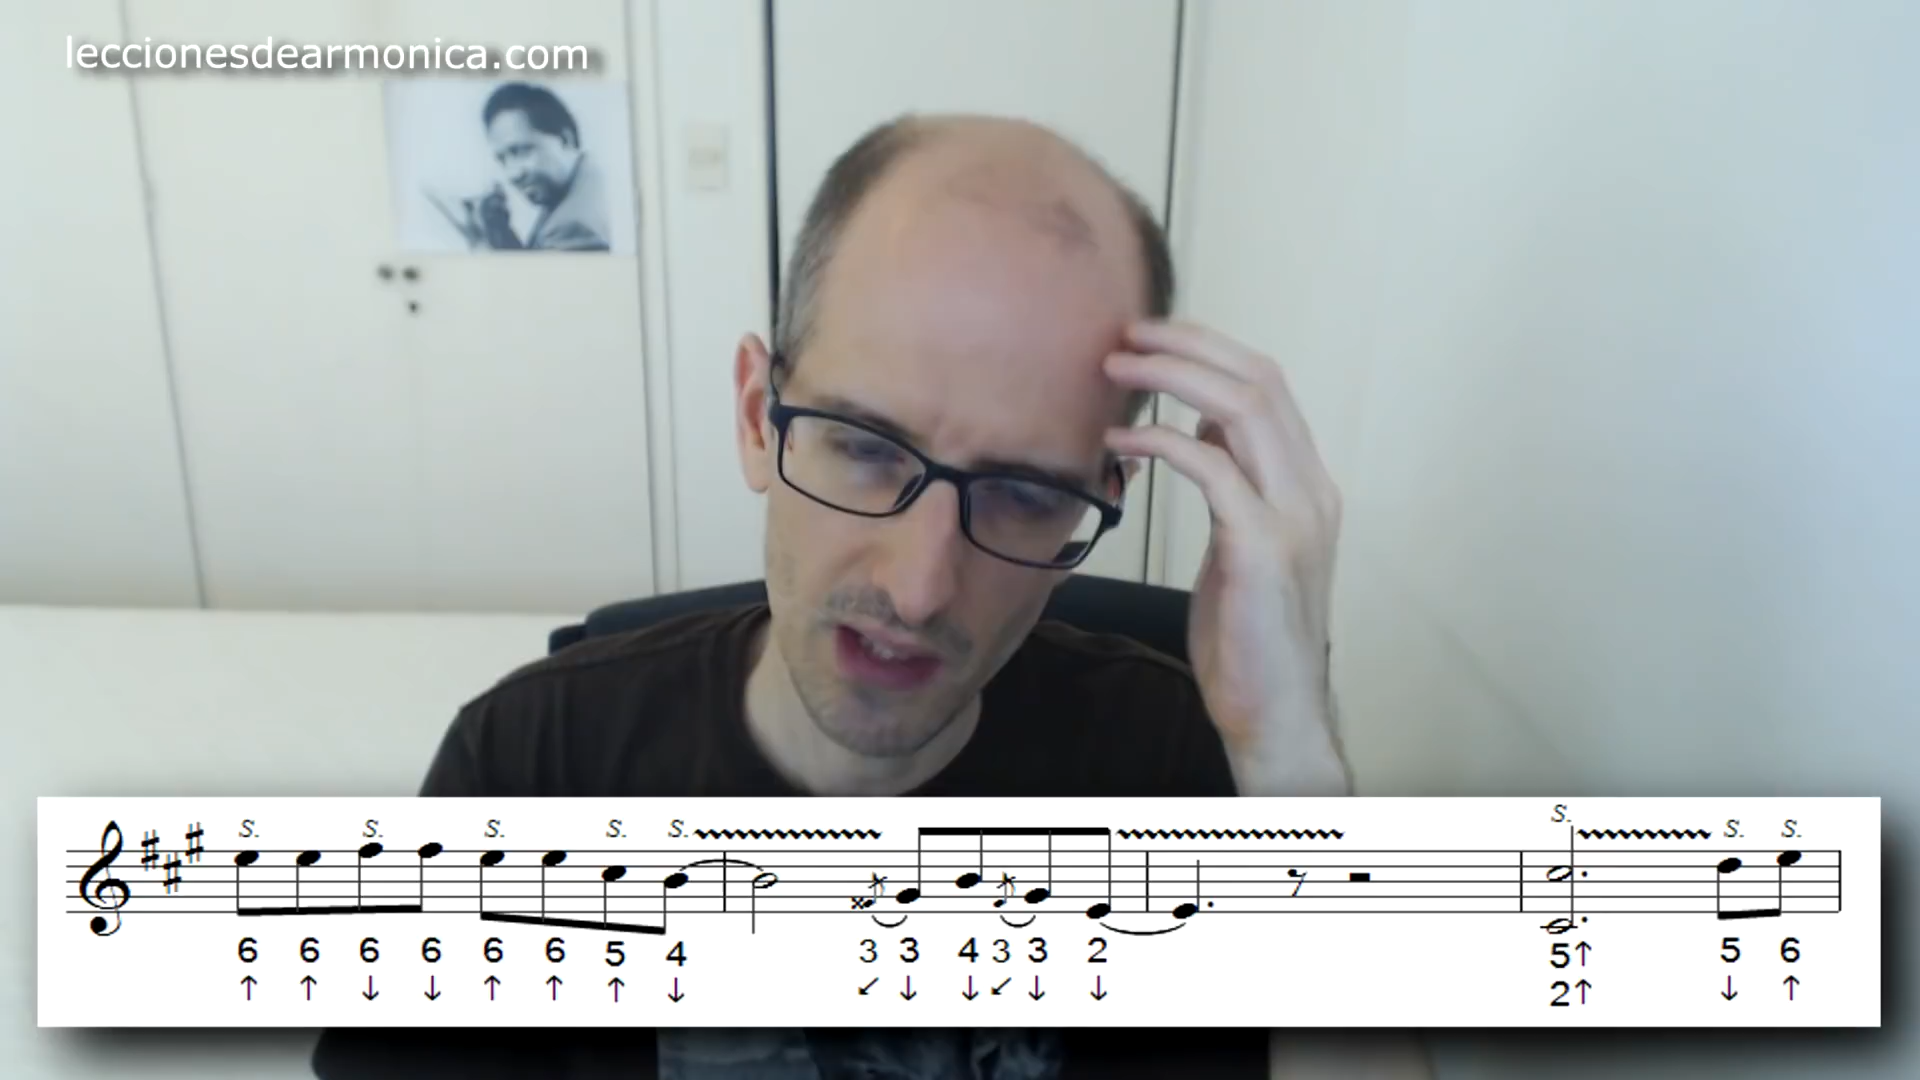 leccionesdearmonica.com
S. S. S. S. S. S. S. S.
6 6 6 6 6 6 5 4 3 3 4 3 3 2 5↑ 5 6
↑ ↑ ↓ ↓ ↑ ↑ ↑ ↓ ↙ ↓ ↓ ↙ ↓ ↓ 2↑ ↓ ↑